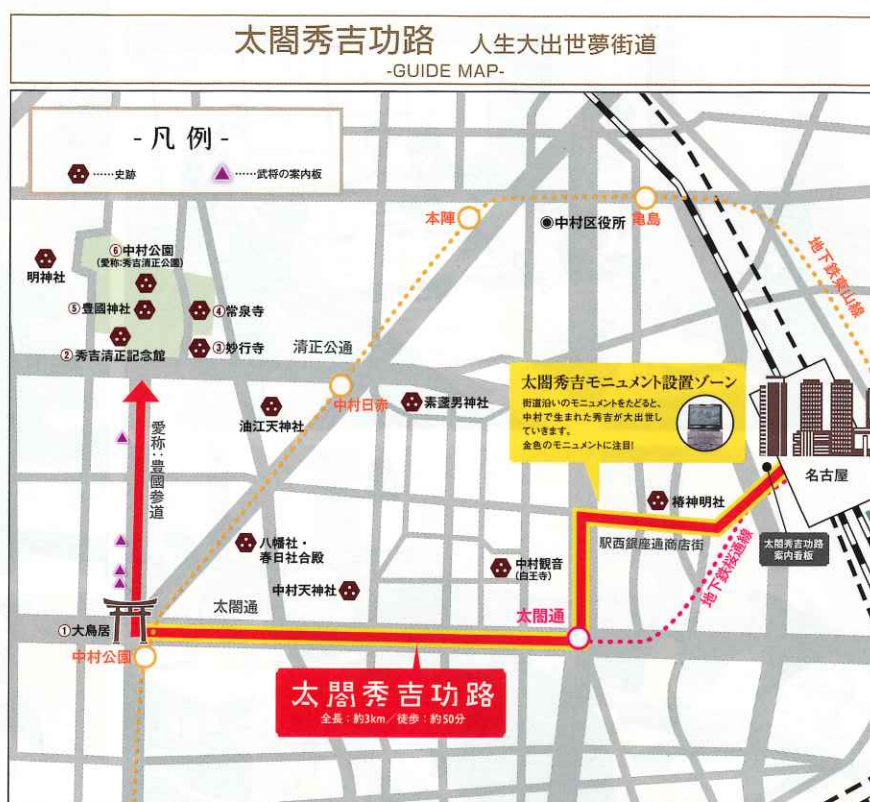 太閤秀吉功路 人生大出世夢街道
-GUIDE MAP-
- 凡 例 -
……史跡
……武将の案内板
本陣
◉中村区役所
亀島
地下鉄東山線
明神社
⑥中村公園
(愛称:秀吉清正公園)
⑤豊國神社
④常泉寺
②秀吉清正記念館
③妙行寺
清正公通
中村日赤
素盞男神社
油江天神社
太閤秀吉モニュメント設置ゾーン
街道沿いのモニュメントをたどると、
中村で生まれた秀吉が大出世し
ていきます。
金色のモニュメントに注目!
名古屋
愛称:豊國参道
椿神明社
駅西銀座通商店街
太閤秀吉功路
案内看板
地下鉄桜通線
八幡社・
春日社合殿
中村観音
(白王寺)
中村天神社
太閤通
太閤通
①大鳥居
中村公園
太閤秀吉功路
全長:約3km/徒歩:約50分